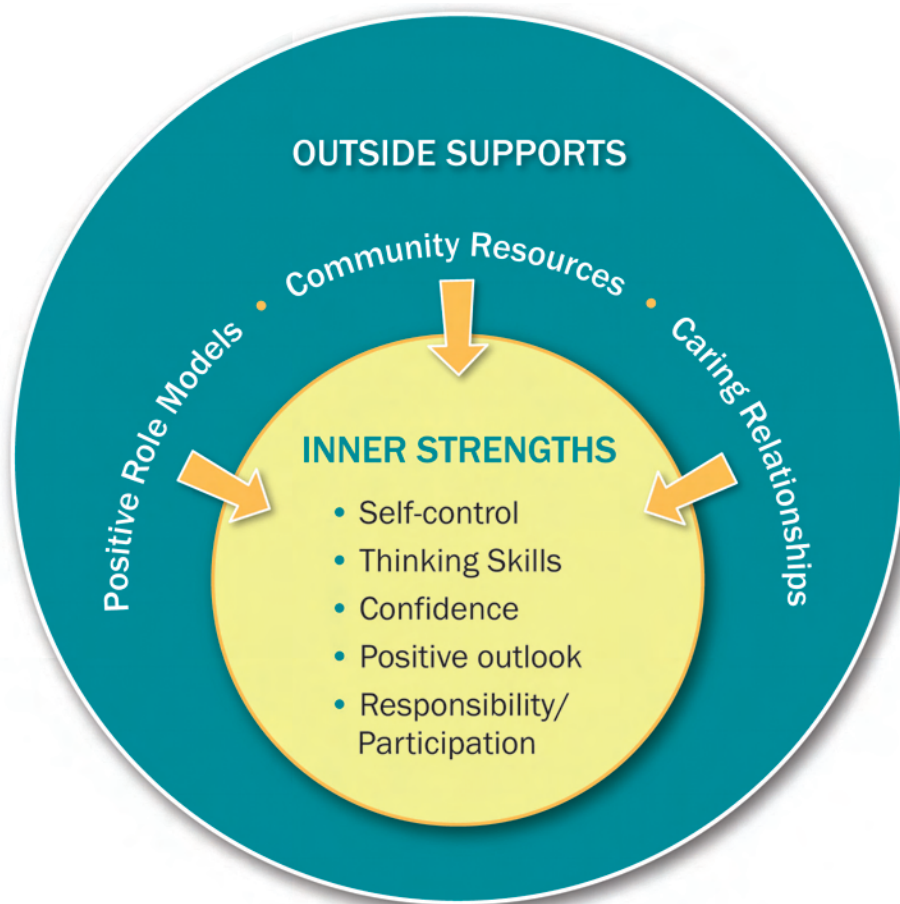 OUTSIDE SUPPORTS
Positive Role Models • Community Resources • Caring Relationships
INNER STRENGTHS
• Self-control
• Thinking Skills
• Confidence
• Positive outlook
• Responsibility/
Participation